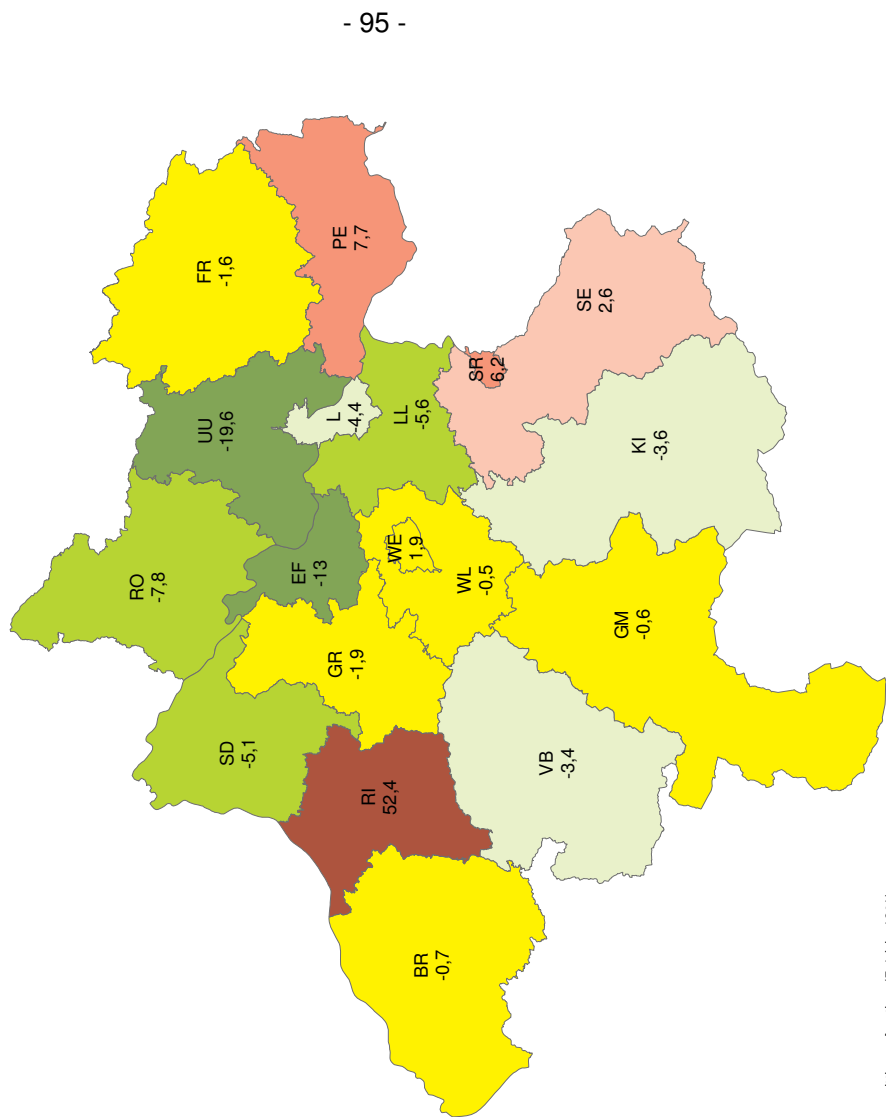 - 95 -
FR
-1,6
PE
7,7
UU
-19,6
L
-4,4
LL
-5,6
SR
6,2
SE
2,6
RO
-7,8
EF
-13
WE
1,9
WL
-0,5
KI
-3,6
SD
-5,1
GR
-1,9
GM
-0,6
RI
52,4
VB
-3,4
BR
-0,7